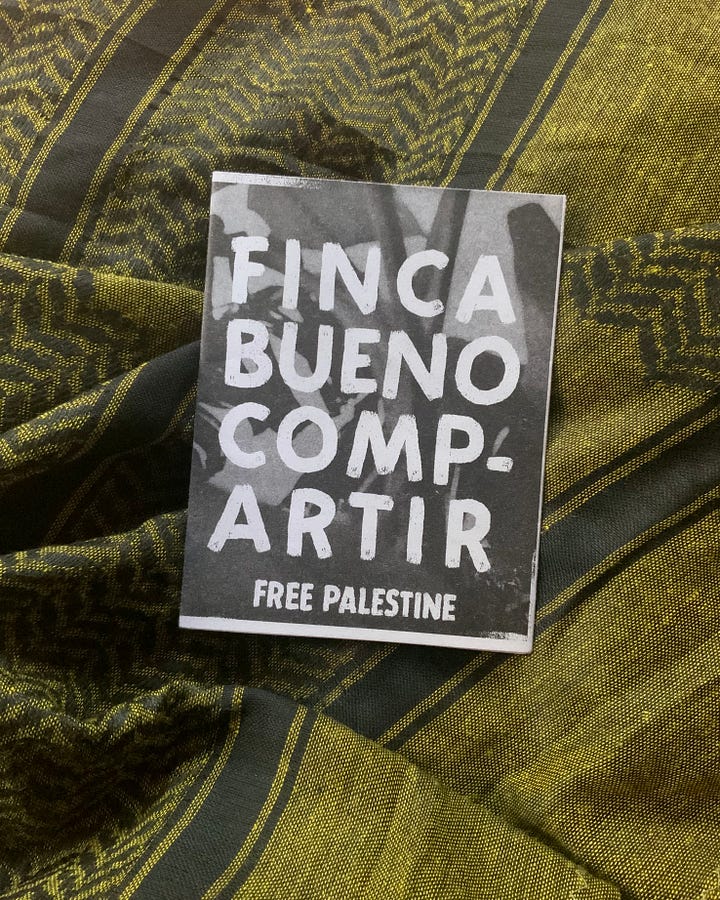 FINCA
BUENO
COMP-
ARTIR
FREE PALESTINE